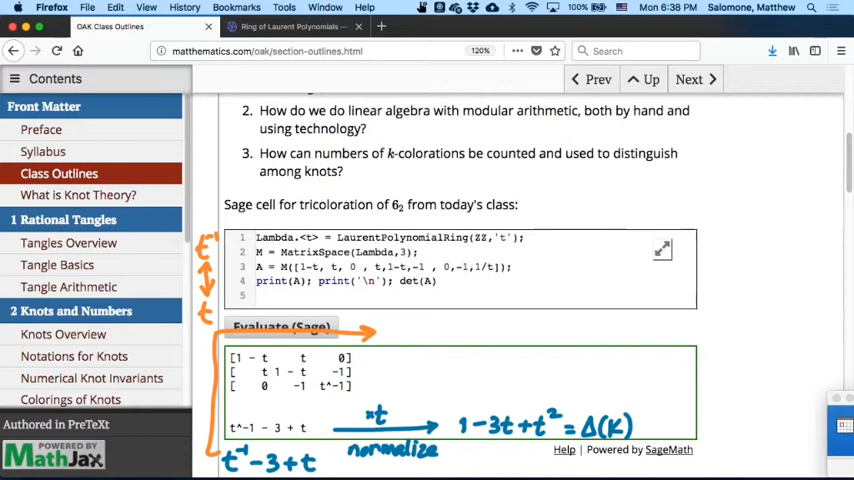 Firefox File Edit View History Bookmarks Tools Window Help 100% Mon 6:38 PM Salomone, Matthew
OAK Class Outlines × Ring of Laurent Polynomials — × +
matthematics.com/oak/section-outlines.html 120% Search
Contents Prev Up Next
Front Matter
Preface
Syllabus
Class Outlines
What is Knot Theory?
1 Rational Tangles
Tangles Overview
Tangle Basics
Tangle Arithmetic
2 Knots and Numbers
Knots Overview
Notations for Knots
Numerical Knot Invariants
Colorings of Knots
Authored in PreTeXt
POWERED BY
MathJax
2. How do we do linear algebra with modular arithmetic, both by hand and
using technology?
3. How can numbers of k-colorations be counted and used to distinguish
among knots?
Sage cell for tricoloration of 6₂ from today's class:
1 Lambda.<t> = LaurentPolynomialRing(ZZ,'t');
2 M = MatrixSpace(Lambda,3);
3 A = M([1-t, t, 0 , t,1-t,-1 , 0,-1,1/t]);
4 print(A); print('\n'); det(A)
5
t⁻¹
t
Evaluate (Sage)
[1 - t t 0]
[ t 1 - t -1]
[ 0 -1 t^-1]
t^-1 - 3 + t
×t
normalize
1-3t+t² = Δ(K)
t⁻¹-3+t
Help | Powered by SageMath